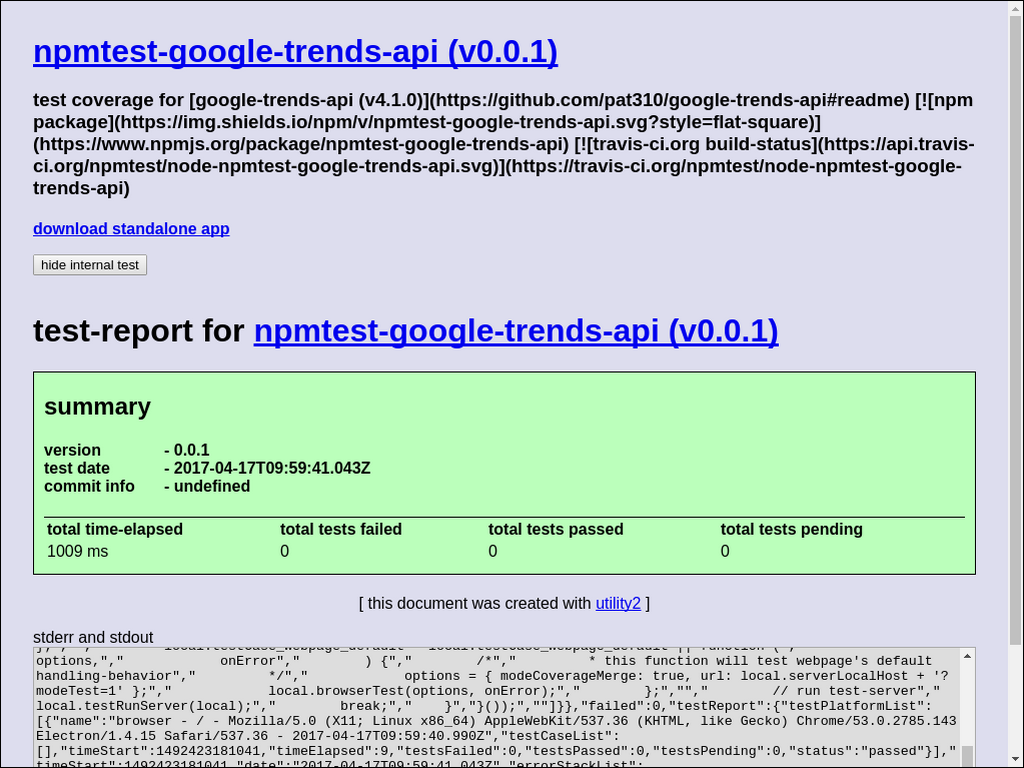 npmtest-google-trends-api (v0.0.1)
test coverage for [google-trends-api (v4.1.0)](https://github.com/pat310/google-trends-api#readme) [![npm
package](https://img.shields.io/npm/v/npmtest-google-trends-api.svg?style=flat-square)]
(https://www.npmjs.org/package/npmtest-google-trends-api) [![travis-ci.org build-status](https://api.travis-
ci.org/npmtest/node-npmtest-google-trends-api.svg)](https://travis-ci.org/npmtest/node-npmtest-google-
trends-api)
download standalone app
hide internal test
test-report for npmtest-google-trends-api (v0.0.1)
summary
version - 0.0.1
test date - 2017-04-17T09:59:41.043Z
commit info - undefined
total time-elapsed total tests failed total tests passed total tests pending
1009 ms 0 0 0
[ this document was created with utility2 ]
stderr and stdout
options,"," onError"," ) {"," /*"," * this function will test webpage's default
handling-behavior"," */"," options = { modeCoverageMerge: true, url: local.serverLocalHost + '?
modeTest=1' };"," local.browserTest(options, onError);"," };",""," // run test-server","
local.testRunServer(local);"," break;"," }","}());",""]}},"failed":0,"testReport":{"testPlatformList":
[{"name":"browser - / - Mozilla/5.0 (X11; Linux x86_64) AppleWebKit/537.36 (KHTML, like Gecko) Chrome/53.0.2785.143
Electron/1.4.15 Safari/537.36 - 2017-04-17T09:59:40.990Z","testCaseList":
[],"timeStart":1492423181041,"timeElapsed":9,"testsFailed":0,"testsPassed":0,"testsPending":0,"status":"passed"}],"
timeStart":1492423181041,"date":"2017-04-17T09:59:41.043Z","errorStackList":